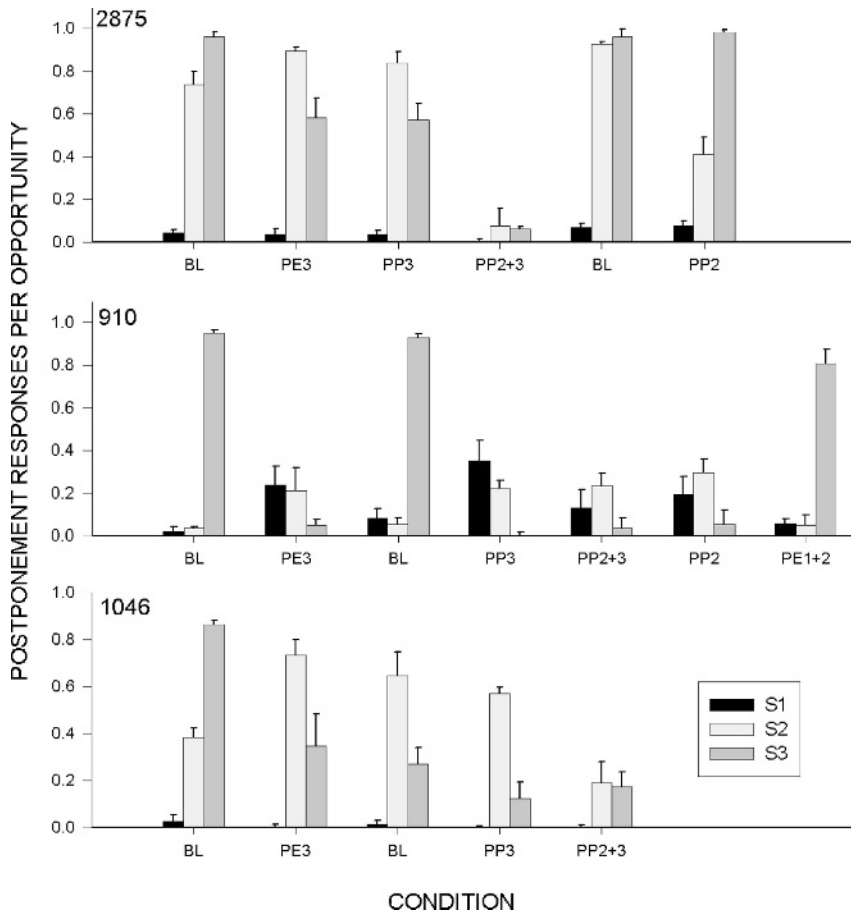 POSTPONEMENT RESPONSES PER OPPORTUNITY
2875
1.0
0.8
0.6
0.4
0.2
0.0
BL PE3 PP3 PP2+3 BL PP2
910
1.0
0.8
0.6
0.4
0.2
0.0
BL PE3 BL PP3 PP2+3 PP2 PE1+2
1046
1.0
0.8
0.6
0.4
0.2
0.0
BL PE3 BL PP3 PP2+3
S1
S2
S3
CONDITION